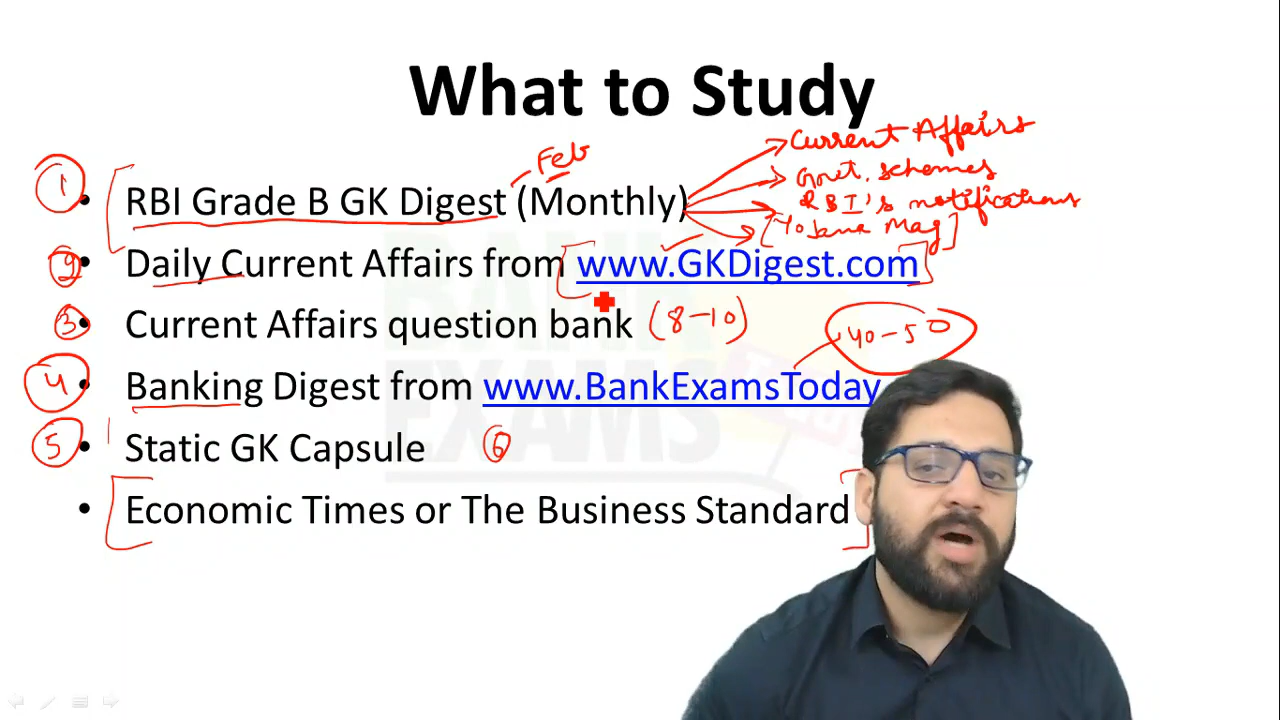 What to Study
Current Affairs
Feb
Govt. schemes
① • RBI Grade B GK Digest (Monthly)
RBI's notifications
[Yojana Mag]
② • Daily Current Affairs from www.GKDigest.com
③ • Current Affairs question bank (8-10)
40-50
④ • Banking Digest from www.BankExamsToday
⑤ • Static GK Capsule ⑥
• Economic Times or The Business Standard
BANK
EXAMS